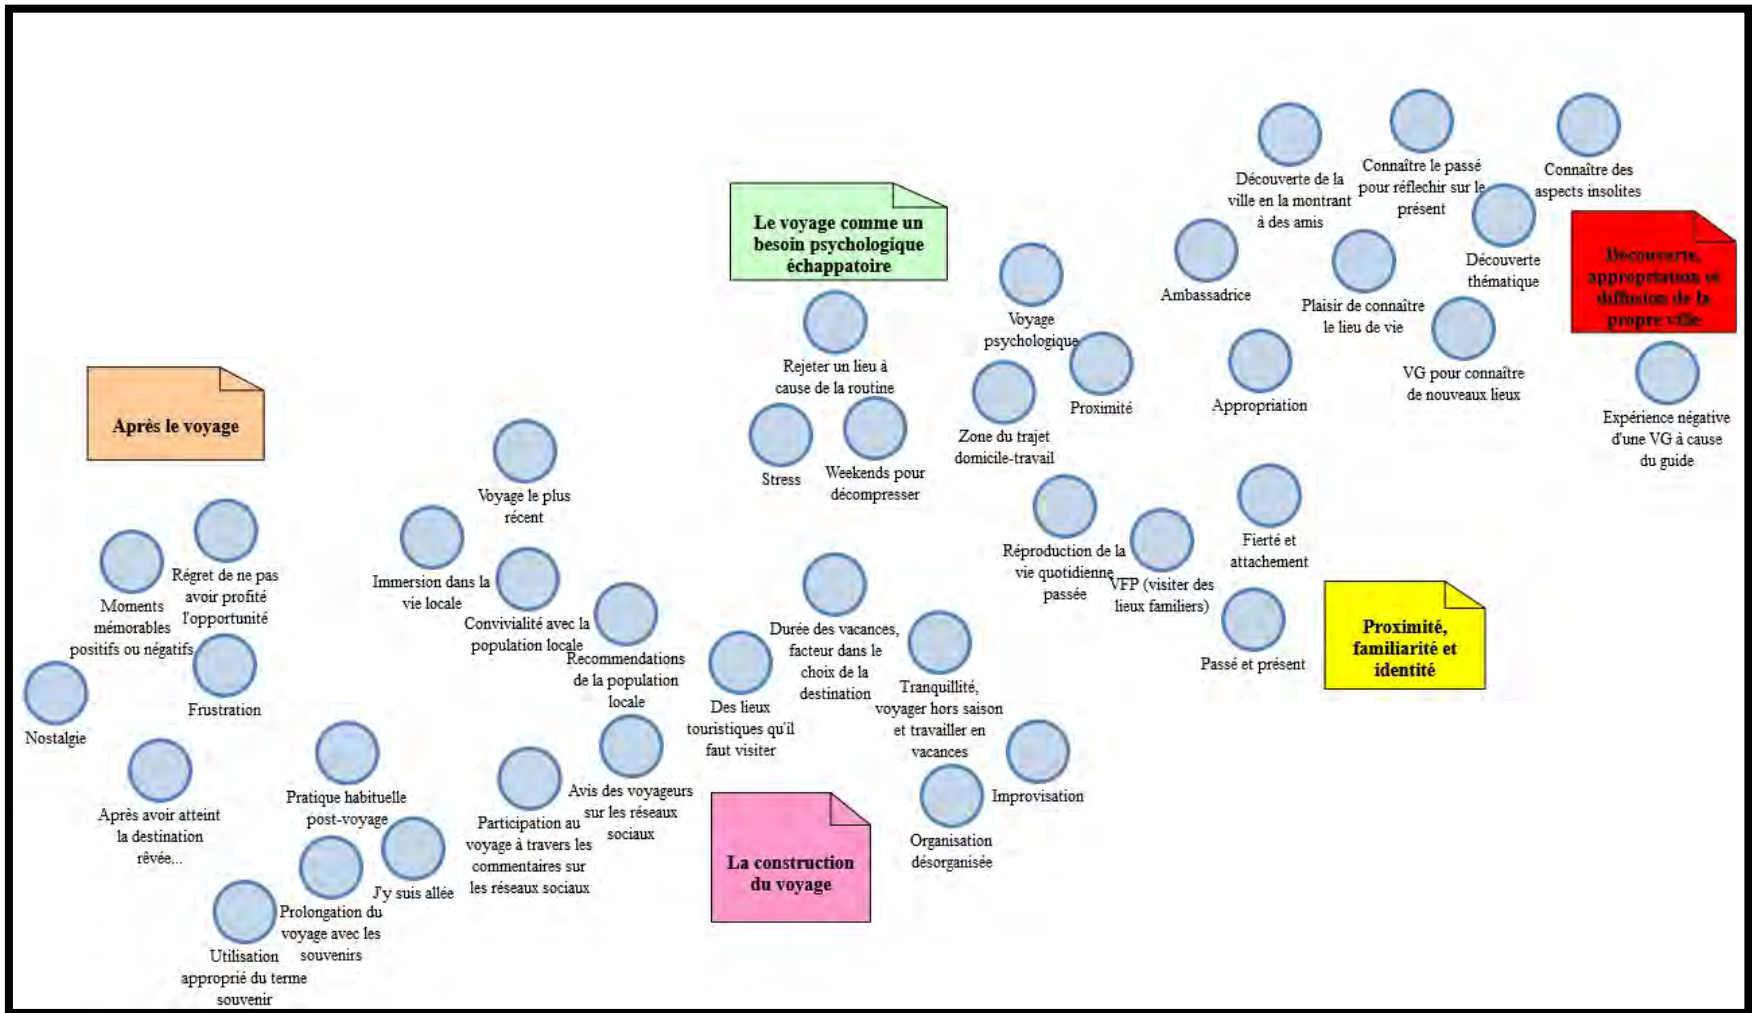 Découverte de la
ville en la montrant
à des amis
Connaître le passé
pour réflechir sur le
présent
Connaître des
aspects insolites
Le voyage comme un
besoin psychologique
échappatoire
Ambassadrice
Découverte
thématique
Découverte,
appropriation et
diffusion de la
propre ville
Voyage
psychologique
Plaisir de connaître
le lieu de vie
Rejeter un lieu à
cause de la routine
Proximité
Appropriation
VG pour connaître
de nouveaux lieux
Expérience négative
d'une VG à cause
du guide
Après le voyage
Zone du trajet
domicile-travail
Stress
Weekends pour
décompresser
Voyage le plus
récent
Régret de ne pas
avoir profité
l'opportunité
Moments
mémorables
positifs ou négatifs
Immersion dans la
vie locale
Convivialité avec la
population locale
Réproduction de la
vie quotidienne
passée
VFP (visiter des
lieux familiers)
Fierté et
attachement
Proximité,
familiarité et
identité
Passé et présent
Durée des vacances,
facteur dans le
choix de la
destination
Recommendations
de la population
locale
Tranquillité,
voyager hors saison
et travailler en
vacances
Des lieux
touristiques qu'il
faut visiter
Nostalgie
Frustration
Après avoir atteint
la destination
rêvée...
Pratique habituelle
post-voyage
Avis des voyageurs
sur les réseaux
sociaux
Participation au
voyage à travers les
commentaires sur
les réseaux sociaux
Improvisation
Organisation
désorganisée
La construction
du voyage
J'y suis allée
Prolongation du
voyage avec les
souvenirs
Utilisation
approprié du terme
souvenir